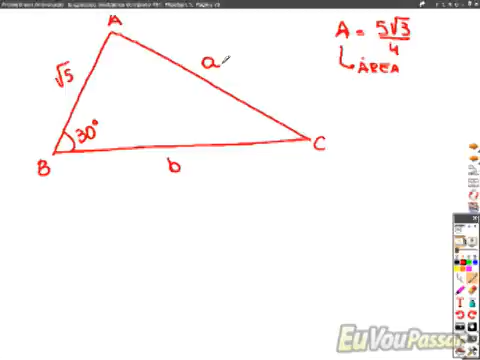 A
√5
a
30°
B
b
C
A = 5√3/4
ÁREA
EuVouPassar